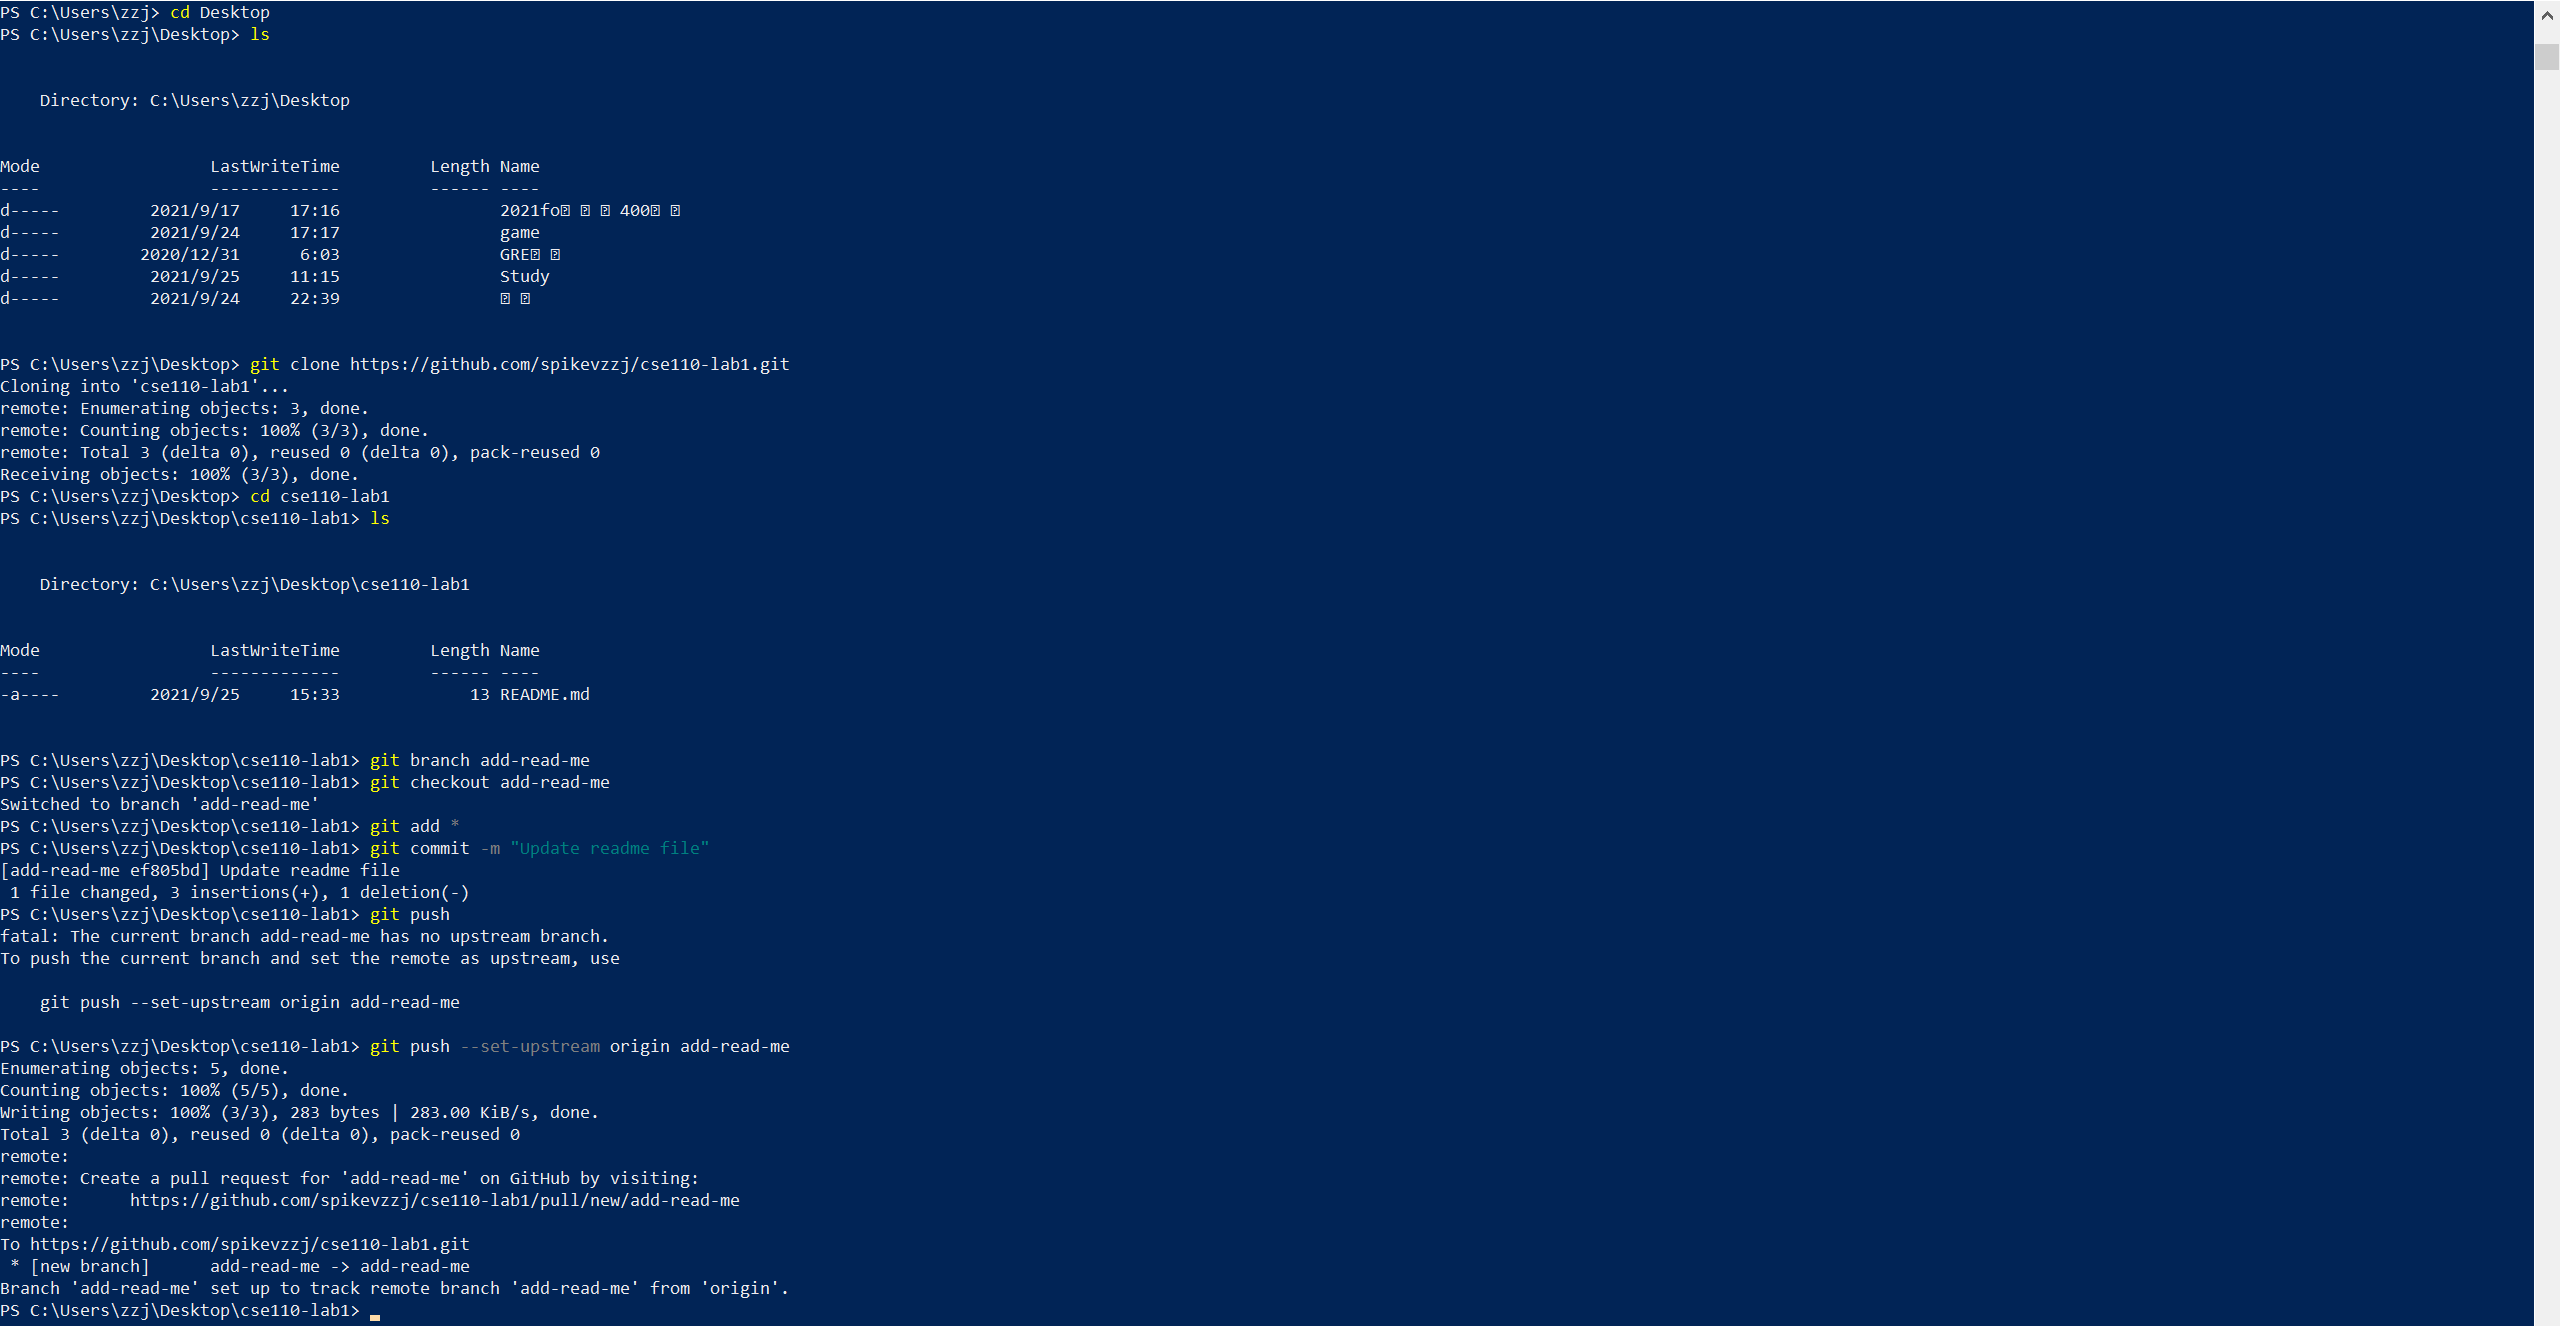 PS C:\Users\zzj> cd Desktop
PS C:\Users\zzj\Desktop> ls
Directory: C:\Users\zzj\Desktop
Mode                 LastWriteTime         Length Name
----                 -------------         ------ ----
d-----         2021/9/17     17:16                2021fo 400
d-----         2021/9/24     17:17                game
d-----        2020/12/31      6:03                GRE
d-----         2021/9/25     11:15                Study
d-----         2021/9/24     22:39
PS C:\Users\zzj\Desktop> git clone https://github.com/spikevzzj/cse110-lab1.git
Cloning into 'cse110-lab1'...
remote: Enumerating objects: 3, done.
remote: Counting objects: 100% (3/3), done.
remote: Total 3 (delta 0), reused 0 (delta 0), pack-reused 0
Receiving objects: 100% (3/3), done.
PS C:\Users\zzj\Desktop> cd cse110-lab1
PS C:\Users\zzj\Desktop\cse110-lab1> ls
Directory: C:\Users\zzj\Desktop\cse110-lab1
Mode                 LastWriteTime         Length Name
----                 -------------         ------ ----
-a----         2021/9/25     15:33             13 README.md
PS C:\Users\zzj\Desktop\cse110-lab1> git branch add-read-me
PS C:\Users\zzj\Desktop\cse110-lab1> git checkout add-read-me
Switched to branch 'add-read-me'
PS C:\Users\zzj\Desktop\cse110-lab1> git add *
PS C:\Users\zzj\Desktop\cse110-lab1> git commit -m "Update readme file"
[add-read-me ef805bd] Update readme file
 1 file changed, 3 insertions(+), 1 deletion(-)
PS C:\Users\zzj\Desktop\cse110-lab1> git push
fatal: The current branch add-read-me has no upstream branch.
To push the current branch and set the remote as upstream, use
    git push --set-upstream origin add-read-me
PS C:\Users\zzj\Desktop\cse110-lab1> git push --set-upstream origin add-read-me
Enumerating objects: 5, done.
Counting objects: 100% (5/5), done.
Writing objects: 100% (3/3), 283 bytes | 283.00 KiB/s, done.
Total 3 (delta 0), reused 0 (delta 0), pack-reused 0
remote:
remote: Create a pull request for 'add-read-me' on GitHub by visiting:
remote:      https://github.com/spikevzzj/cse110-lab1/pull/new/add-read-me
remote:
To https://github.com/spikevzzj/cse110-lab1.git
 * [new branch]      add-read-me -> add-read-me
Branch 'add-read-me' set up to track remote branch 'add-read-me' from 'origin'.
PS C:\Users\zzj\Desktop\cse110-lab1>